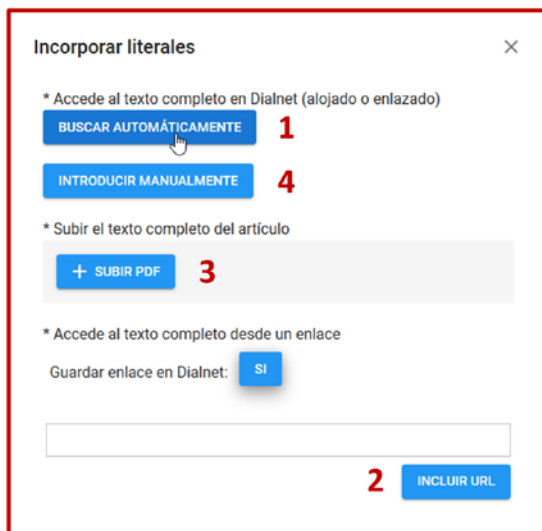 Incorporar literales ×
* Accede al texto completo en Dialnet (alojado o enlazado)
BUSCAR AUTOMÁTICAMENTE 1
INTRODUCIR MANUALMENTE 4
* Subir el texto completo del artículo
+ SUBIR PDF 3
* Accede al texto completo desde un enlace
Guardar enlace en Dialnet: SI
2 INCLUIR URL